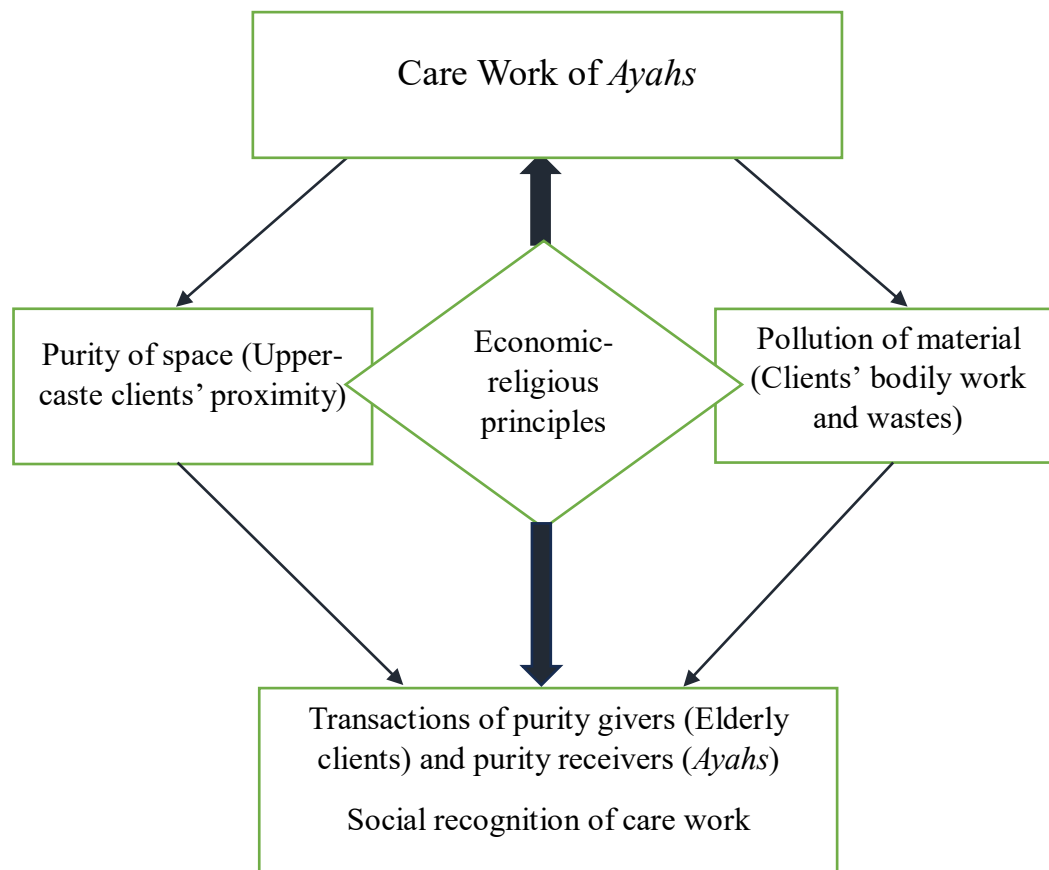 Care Work of Ayahs
Purity of space (Upper-
caste clients’ proximity)
Economic-
religious
principles
Pollution of material
(Clients’ bodily work
and wastes)
Transactions of purity givers (Elderly
clients) and purity receivers (Ayahs)
Social recognition of care work